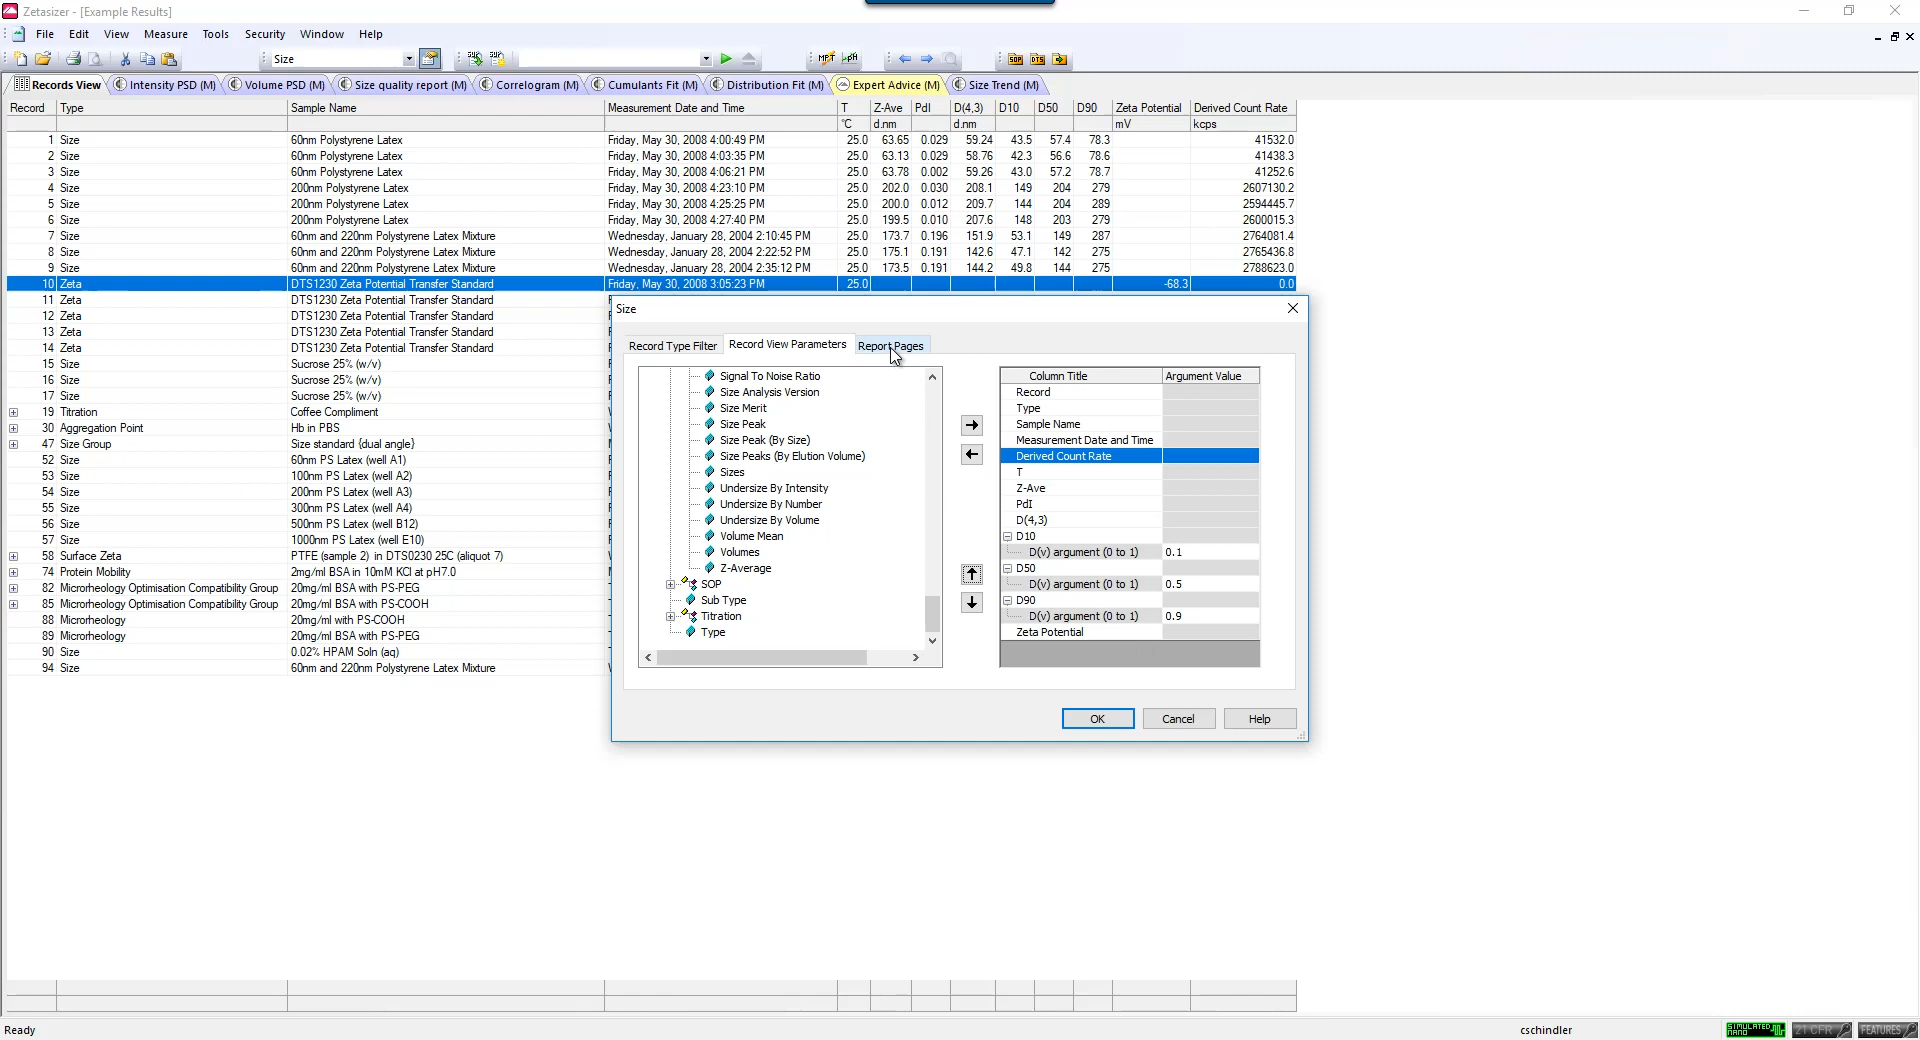 Zetasizer - [Example Results]
File Edit View Measure Tools Security Window Help
Size
Records View Intensity PSD (M) Volume PSD (M) Size quality report (M) Correlogram (M) Cumulants Fit (M) Distribution Fit (M) Expert Advice (M) Size Trend (M)
Record Type Sample Name Measurement Date and Time T Z-Ave PdI D(4,3) D10 D50 D90 Zeta Potential Derived Count Rate
°C d.nm d.nm mV kcps
1 Size 60nm Polystyrene Latex Friday, May 30, 2008 4:00:49 PM 25.0 63.65 0.029 59.24 43.5 57.4 78.3 41532.0
2 Size 60nm Polystyrene Latex Friday, May 30, 2008 4:03:35 PM 25.0 63.13 0.029 58.76 42.3 56.6 78.6 41438.3
3 Size 60nm Polystyrene Latex Friday, May 30, 2008 4:06:21 PM 25.0 63.78 0.002 59.26 43.0 57.2 78.7 41252.6
4 Size 200nm Polystyrene Latex Friday, May 30, 2008 4:23:10 PM 25.0 202.0 0.030 208.1 149 204 279 2607130.2
5 Size 200nm Polystyrene Latex Friday, May 30, 2008 4:25:25 PM 25.0 200.0 0.012 209.7 144 204 289 2594445.7
6 Size 200nm Polystyrene Latex Friday, May 30, 2008 4:27:40 PM 25.0 199.5 0.010 207.6 148 203 279 2600015.3
7 Size 60nm and 220nm Polystyrene Latex Mixture Wednesday, January 28, 2004 2:10:45 PM 25.0 173.7 0.196 151.9 53.1 149 287 2764081.4
8 Size 60nm and 220nm Polystyrene Latex Mixture Wednesday, January 28, 2004 2:22:52 PM 25.0 175.1 0.191 142.6 47.1 142 275 2765436.8
9 Size 60nm and 220nm Polystyrene Latex Mixture Wednesday, January 28, 2004 2:35:12 PM 25.0 173.5 0.191 144.2 49.8 144 275 2788623.0
10 Zeta DTS1230 Zeta Potential Transfer Standard Friday, May 30, 2008 3:05:23 PM 25.0 -68.3 0.0
11 Zeta DTS1230 Zeta Potential Transfer Standard
12 Zeta DTS1230 Zeta Potential Transfer Standard
13 Zeta DTS1230 Zeta Potential Transfer Standard
14 Zeta DTS1230 Zeta Potential Transfer Standard
15 Size Sucrose 25% (w/v)
16 Size Sucrose 25% (w/v)
17 Size Sucrose 25% (w/v)
19 Titration Coffee Compliment
30 Aggregation Point Hb in PBS
47 Size Group Size standard {dual angle}
52 Size 60nm PS Latex (well A1)
53 Size 100nm PS Latex (well A2)
54 Size 200nm PS Latex (well A3)
55 Size 300nm PS Latex (well A4)
56 Size 500nm PS Latex (well B12)
57 Size 1000nm PS Latex (well E10)
58 Surface Zeta PTFE (sample 2) in DTS0230 25C (aliquot 7)
74 Protein Mobility 2mg/ml BSA in 10mM KCl at pH7.0
82 Microrheology Optimisation Compatibility Group 20mg/ml BSA with PS-PEG
85 Microrheology Optimisation Compatibility Group 20mg/ml BSA with PS-COOH
88 Microrheology 20mg/ml with PS-COOH
89 Microrheology 20mg/ml BSA with PS-PEG
90 Size 0.02% HPAM Soln (aq)
94 Size 60nm and 220nm Polystyrene Latex Mixture
Size
Record Type Filter Record View Parameters Report Pages
Signal To Noise Ratio
Size Analysis Version
Size Merit
Size Peak
Size Peak (By Size)
Size Peaks (By Elution Volume)
Sizes
Undersize By Intensity
Undersize By Number
Undersize By Volume
Volume Mean
Volumes
Z-Average
SOP
Sub Type
Titration
Type
Column Title Argument Value
Record
Type
Sample Name
Measurement Date and Time
Derived Count Rate
T
Z-Ave
PdI
D(4,3)
D10
D(v) argument (0 to 1) 0.1
D50
D(v) argument (0 to 1) 0.5
D90
D(v) argument (0 to 1) 0.9
Zeta Potential
OK Cancel Help
Ready cschindler SIMULATED NANO 21 CFR FEATURES